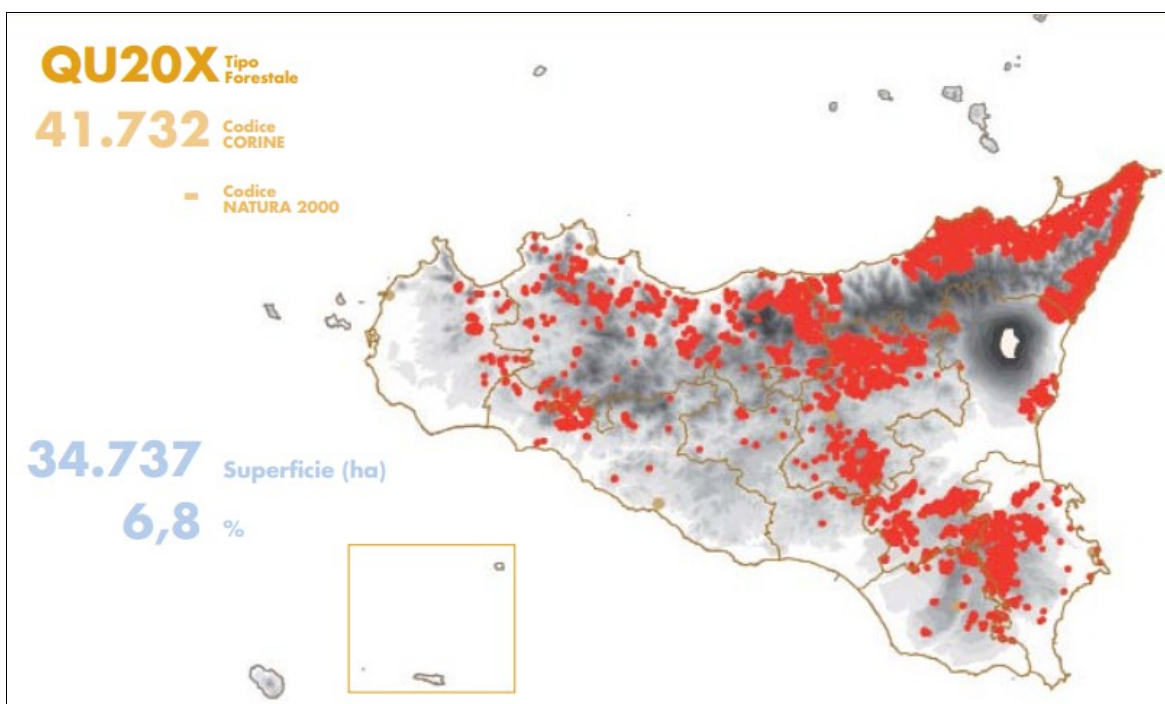 QU20X Tipo Forestale
41.732 Codice CORINE
- Codice NATURA 2000
34.737 Superficie (ha)
6,8 %